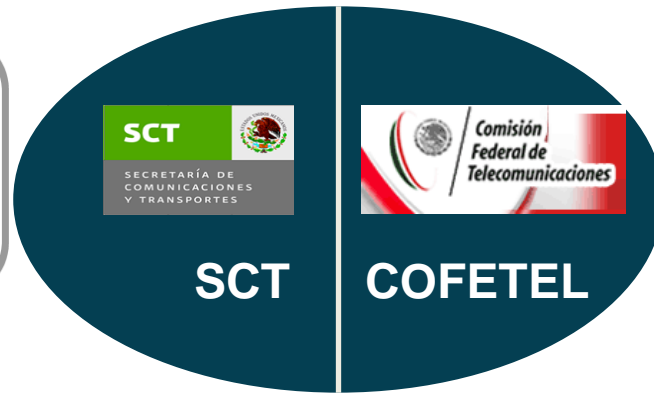 SCT
SECRETARÍA DE
COMUNICACIONES
Y TRANSPORTES
Comisión
Federal de
Telecomunicaciones
SCT
COFETEL